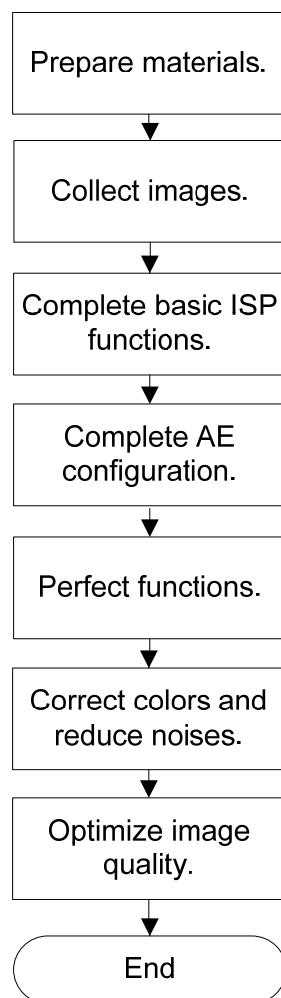 Prepare materials.
Collect images.
Complete basic ISP
functions.
Complete AE
configuration.
Perfect functions.
Correct colors and
reduce noises.
Optimize image
quality.
End